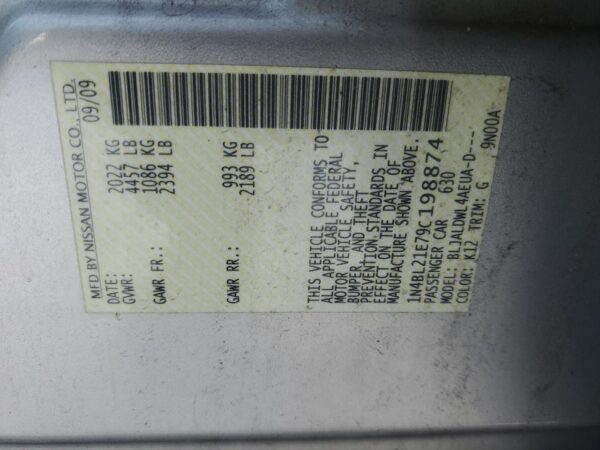 MFD BY NISSAN MOTOR CO., LTD.
DATE: 09/09
GVWR: 2022 KG
4457 LB
GAWR FR: 1086 KG
2394 LB
GAWR RR: 993 KG
2189 LB
THIS VEHICLE CONFORMS TO
ALL APPLICABLE FEDERAL
MOTOR VEHICLE SAFETY,
BUMPER, AND THEFT
PREVENTION STANDARDS IN
EFFECT ON THE DATE OF
MANUFACTURE SHOWN ABOVE.
1N4BL21E79C198874
PASSENGER CAR 630
MODEL: BLJALDWL4AEUA-D---
COLOR: K12 TRIM: G 9N00A